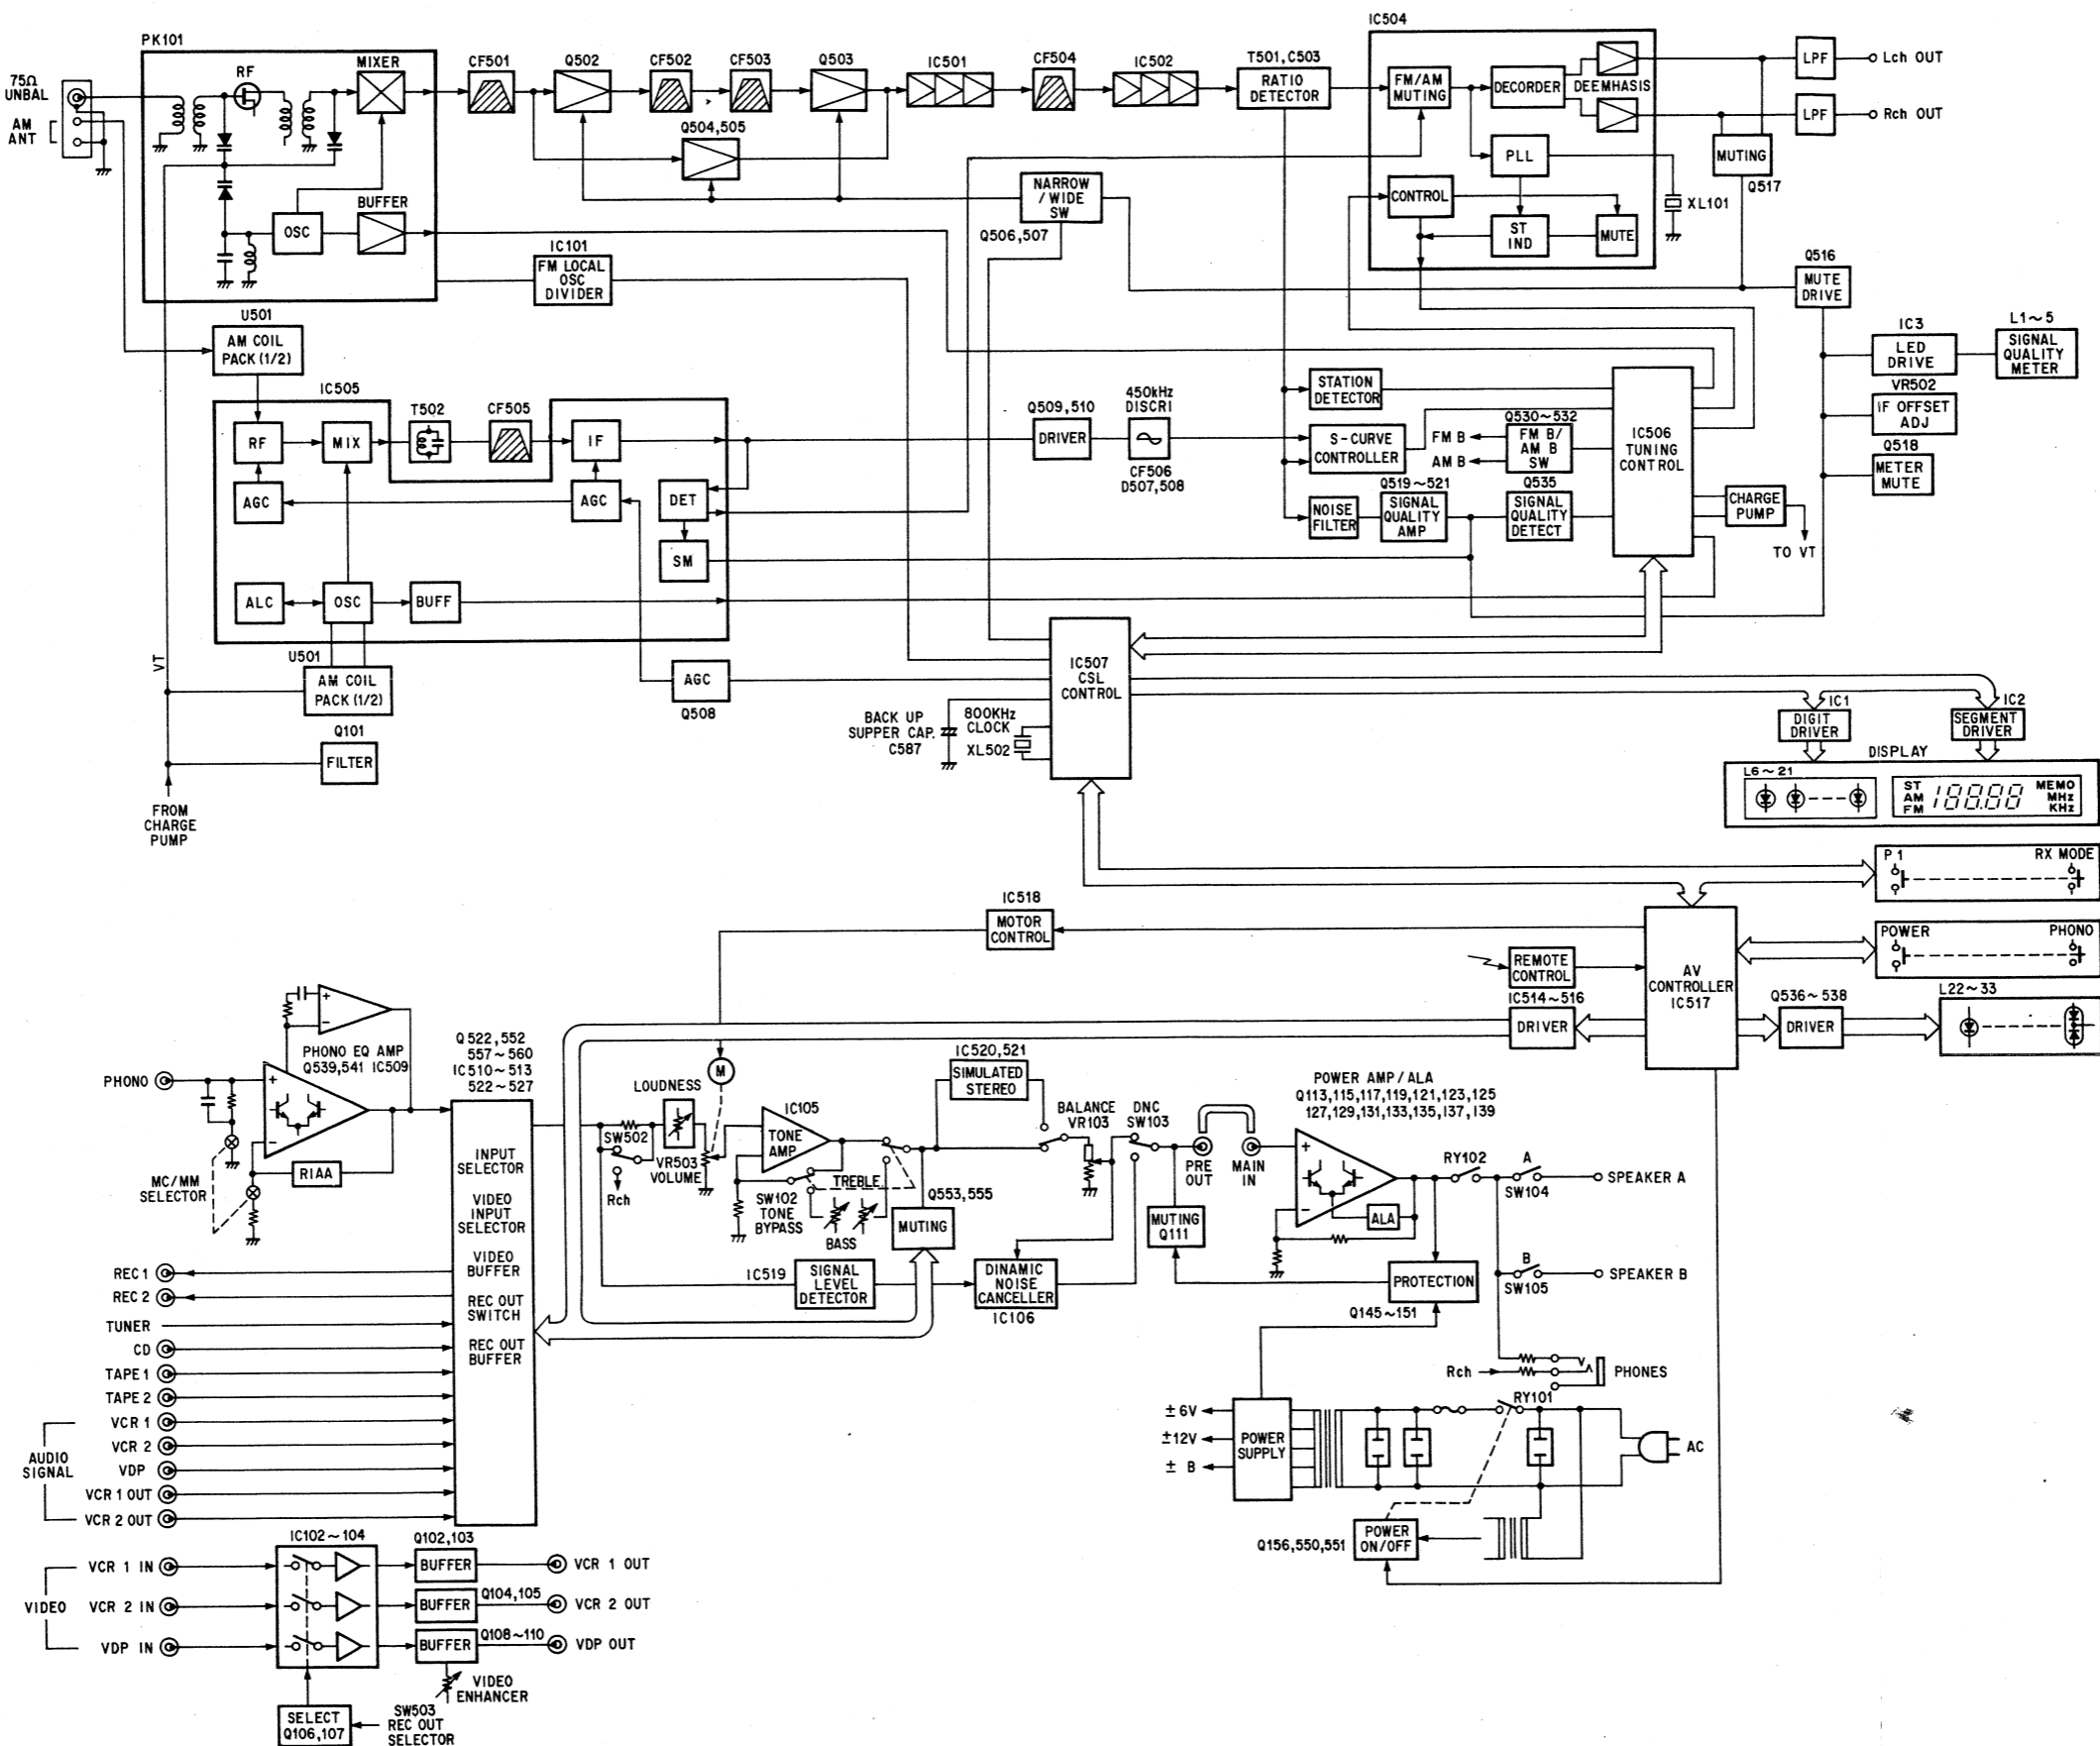 IC504
PK101
75Ω
UNBAL
AM
ANT
RF
MIXER
OSC
BUFFER
CF501
Q502
CF502
CF503
Q503
IC501
CF504
IC502
T501,C503
RATIO
DETECTOR
Q504,505
FM/AM
MUTING
DECORDER
DEEMHASIS
LPF
Lch OUT
LPF
Rch OUT
PLL
MUTING
Q517
CONTROL
XL101
ST
IND
MUTE
NARROW
/ WIDE
SW
Q506,507
IC101
FM LOCAL
OSC
DIVIDER
Q516
MUTE
DRIVE
U501
AM COIL
PACK (1/2)
IC3
LED
DRIVE
L1~5
SIGNAL
QUALITY
METER
VR502
IF OFFSET
ADJ
Q518
METER
MUTE
IC505
RF
MIX
T502
CF505
IF
AGC
AGC
DET
SM
ALC
OSC
BUFF
Q509,510
DRIVER
450kHz
DISCRI
CF506
D507,508
STATION
DETECTOR
S-CURVE
CONTROLLER
FM B
AM B
Q530~532
FM B/
AM B
SW
IC506
TUNING
CONTROL
NOISE
FILTER
Q519~521
SIGNAL
QUALITY
AMP
Q535
SIGNAL
QUALITY
DETECT
CHARGE
PUMP
TO VT
VT
U501
AM COIL
PACK (1/2)
Q101
FILTER
FROM
CHARGE
PUMP
AGC
Q508
IC507
CSL
CONTROL
BACK UP
SUPPER CAP.
C587
800KHz
CLOCK
XL502
IC1
DIGIT
DRIVER
IC2
SEGMENT
DRIVER
DISPLAY
L6~21
ST
AM
FM
188.88
MEMO
MHz
KHz
P 1
RX MODE
POWER
PHONO
IC518
MOTOR
CONTROL
REMOTE
CONTROL
IC514~516
DRIVER
AV
CONTROLLER
IC517
Q536~538
DRIVER
L22~33
PHONO
PHONO EQ AMP
Q539,541 IC509
RIAA
MC/MM
SELECTOR
Q522,552
557~560
IC510~513
522~527
INPUT
SELECTOR
VIDEO
INPUT
SELECTOR
VIDEO
BUFFER
REC OUT
SWITCH
REC OUT
BUFFER
LOUDNESS
M
SW502
VR503
VOLUME
Rch
IC105
TONE
AMP
SW102
TONE
BYPASS
TREBLE
BASS
IC520,521
SIMULATED
STEREO
Q553,555
MUTING
BALANCE
VR103
DNC
SW103
IC519
SIGNAL
LEVEL
DETECTOR
DINAMIC
NOISE
CANCELLER
IC106
PRE
OUT
MAIN
IN
MUTING
Q111
POWER AMP/ALA
Q113,115,117,119,121,123,125
127,129,131,133,135,137,139
ALA
RY102
A
SW104
SPEAKER A
B
SW105
SPEAKER B
PROTECTION
Q145~151
Rch
PHONES
REC 1
REC 2
TUNER
CD
TAPE 1
TAPE 2
VCR 1
VCR 2
VDP
VCR 1 OUT
VCR 2 OUT
AUDIO
SIGNAL
± 6V
±12V
± B
POWER
SUPPLY
RY101
AC
Q156,550,551
POWER
ON/OFF
VIDEO
VCR 1 IN
VCR 2 IN
VDP IN
IC102~104
Q102,103
BUFFER
VCR 1 OUT
BUFFER
Q104,105
VCR 2 OUT
BUFFER
Q108~110
VDP OUT
VIDEO
ENHANCER
SELECT
Q106,107
SW503
REC OUT
SELECTOR